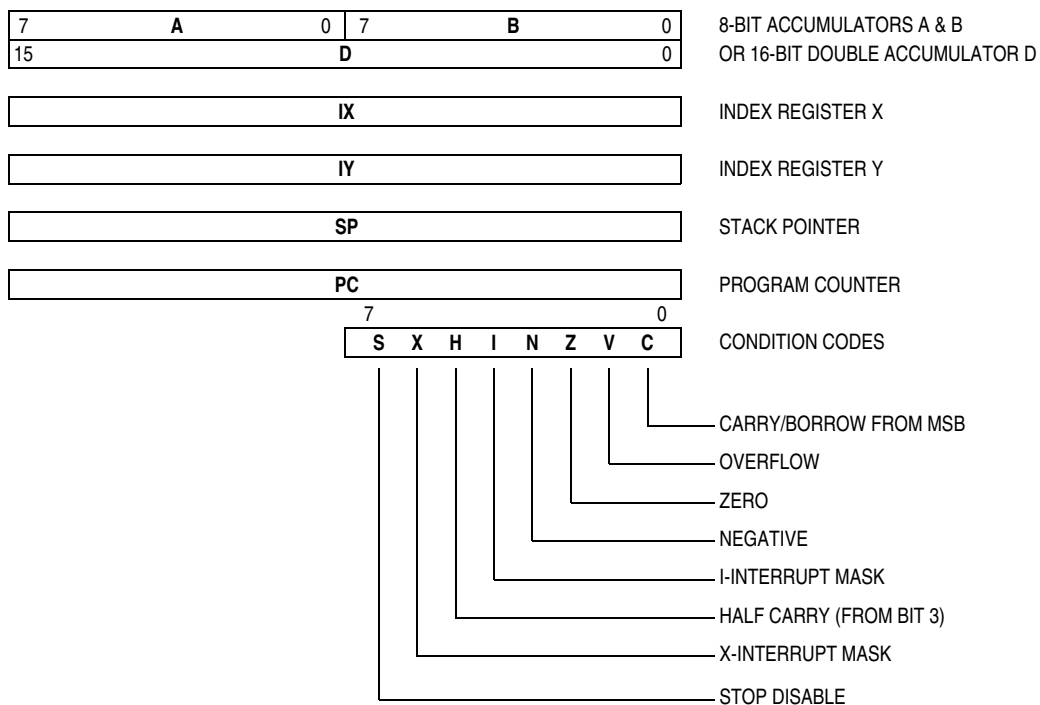 7 A 0 7 B 0 8-BIT ACCUMULATORS A & B
15 D 0 OR 16-BIT DOUBLE ACCUMULATOR D
IX INDEX REGISTER X
IY INDEX REGISTER Y
SP STACK POINTER
PC PROGRAM COUNTER
7 0
S X H I N Z V C CONDITION CODES
CARRY/BORROW FROM MSB
OVERFLOW
ZERO
NEGATIVE
I-INTERRUPT MASK
HALF CARRY (FROM BIT 3)
X-INTERRUPT MASK
STOP DISABLE